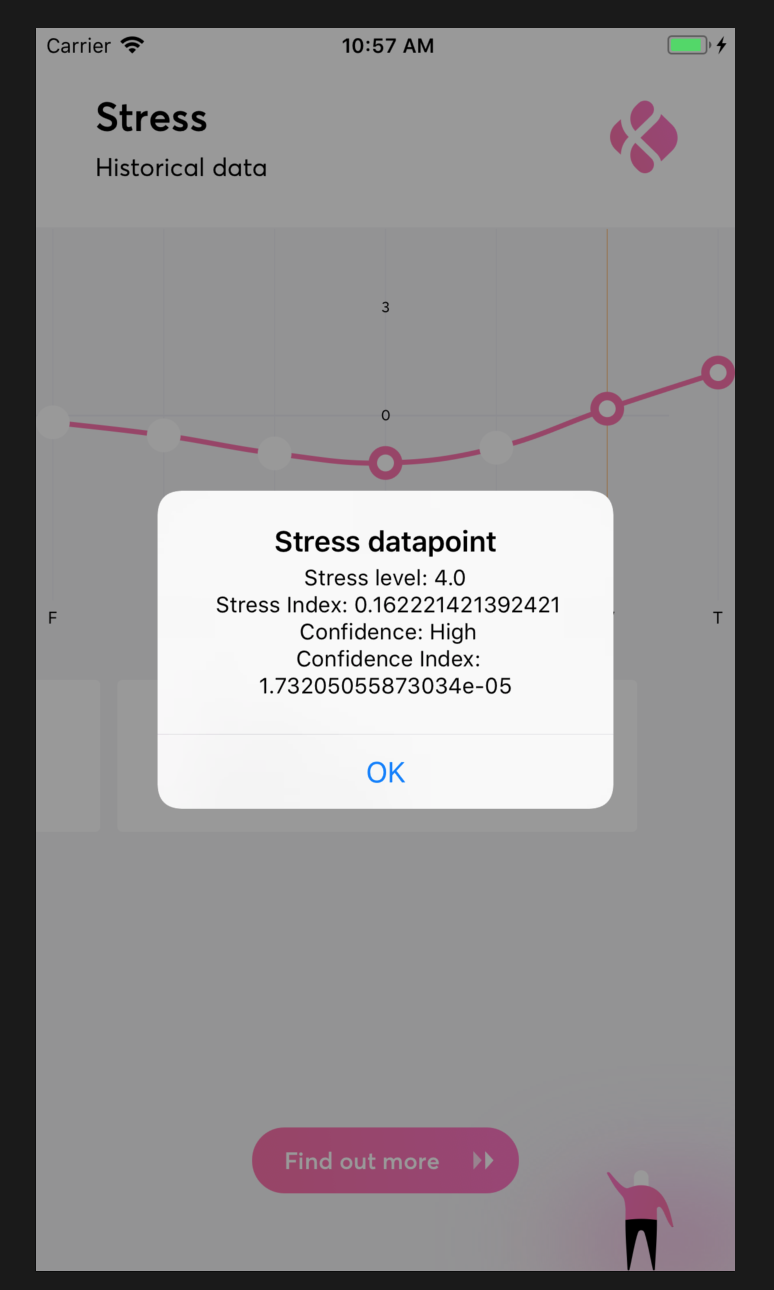 Carrier
10:57 AM
Stress
Historical data
3
0
Stress datapoint
Stress level: 4.0
Stress Index: 0.162221421392421
Confidence: High
Confidence Index:
1.73205055873034e-05
F
T
OK
Find out more